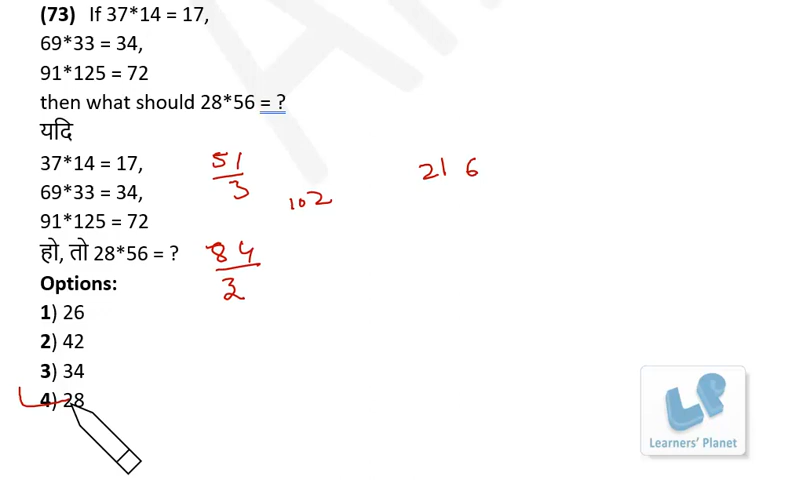 (73) If 37*14 = 17,
69*33 = 34,
91*125 = 72
then what should 28*56 = ?
यदि
37*14 = 17,
69*33 = 34,
91*125 = 72
हो, तो 28*56 = ?
51
3
102
216
84
3
Options:
1) 26
2) 42
3) 34
4) 28
LP
Learners' Planet